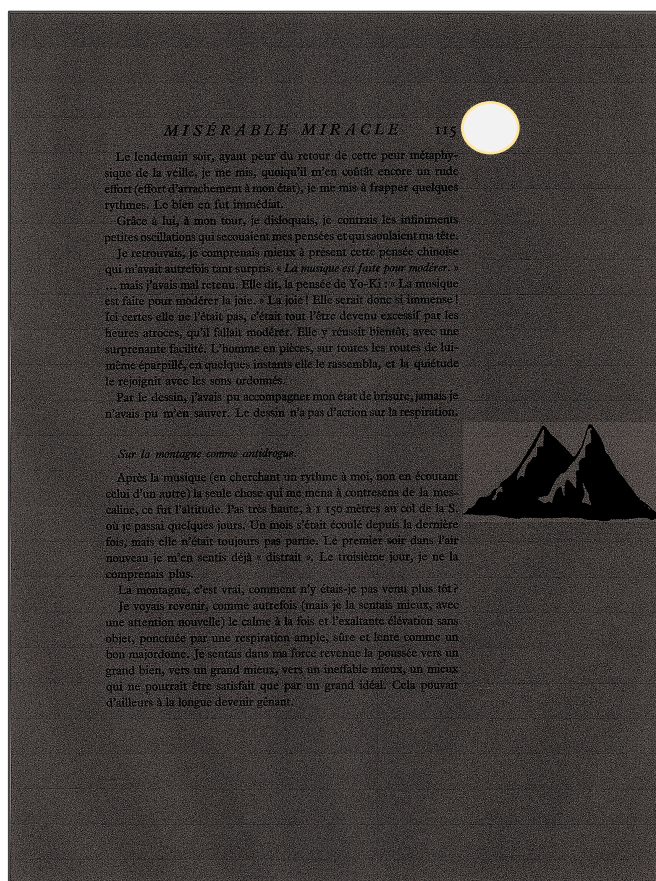 MISÉRABLE MIRACLE 115
Le lendemain soir, ayant peur du retour de cette peur métaphy-
sique de la veille, je me mis, quoiqu'il m'en coûtât encore un rude
effort (effort d'arrachement à mon état), je me mis à frapper quelques
rythmes. Le bien en fut immédiat.
Grâce à lui, à mon tour, je disloquais, je contrais les infiniments
petites oscillations qui secouaient mes pensées et qui saoulaient ma tête.
Je retrouvais, je comprenais mieux à présent cette pensée chinoise
qui m'avait autrefois tant surpris. « La musique est faite pour modérer. »
... mais j'avais mal retenu. Elle dit, la pensée de Yo-Ki : « La musique
est faite pour modérer la joie. » La joie ! Elle serait donc si immense !
Ici certes elle ne l'était pas, c'était tout l'être devenu excessif par les
heures atroces, qu'il fallait modérer. Elle y réussit bientôt, avec une
surprenante facilité. L'homme en pièces, sur toutes les routes de lui-
même éparpillé, en quelques instants elle le rassembla, et la quiétude
le rejoignit avec les sons ordonnés.
Par le dessin, j'avais pu accompagner mon état de brisure, jamais je
n'avais pu m'en sauver. Le dessin n'a pas d'action sur la respiration.
Sur la montagne comme antidrogue.
Après la musique (en cherchant un rythme à moi, non en écoutant
celui d'un autre) la seule chose qui me mena à contresens de la mes-
caline, ce fut l'altitude. Pas très haute, à 1 150 mètres au col de la S.
où je passai quelques jours. Un mois s'était écoulé depuis la dernière
fois, mais elle n'était toujours pas partie. Le premier soir dans l'air
nouveau je m'en sentis déjà « distrait ». Le troisième jour, je ne la
comprenais plus.
La montagne, c'est vrai, comment n'y étais-je pas venu plus tôt ?
Je voyais revenir, comme autrefois (mais je la sentais mieux, avec
une attention nouvelle) le calme à la fois et l'exaltante élévation sans
objet, ponctuée par une respiration ample, sûre et lente comme un
bon majordome. Je sentais dans ma force revenue la poussée vers un
grand bien, vers un grand mieux, vers un ineffable mieux, un mieux
qui ne pourrait être satisfait que par un grand idéal. Cela pouvait
d'ailleurs à la longue devenir gênant.